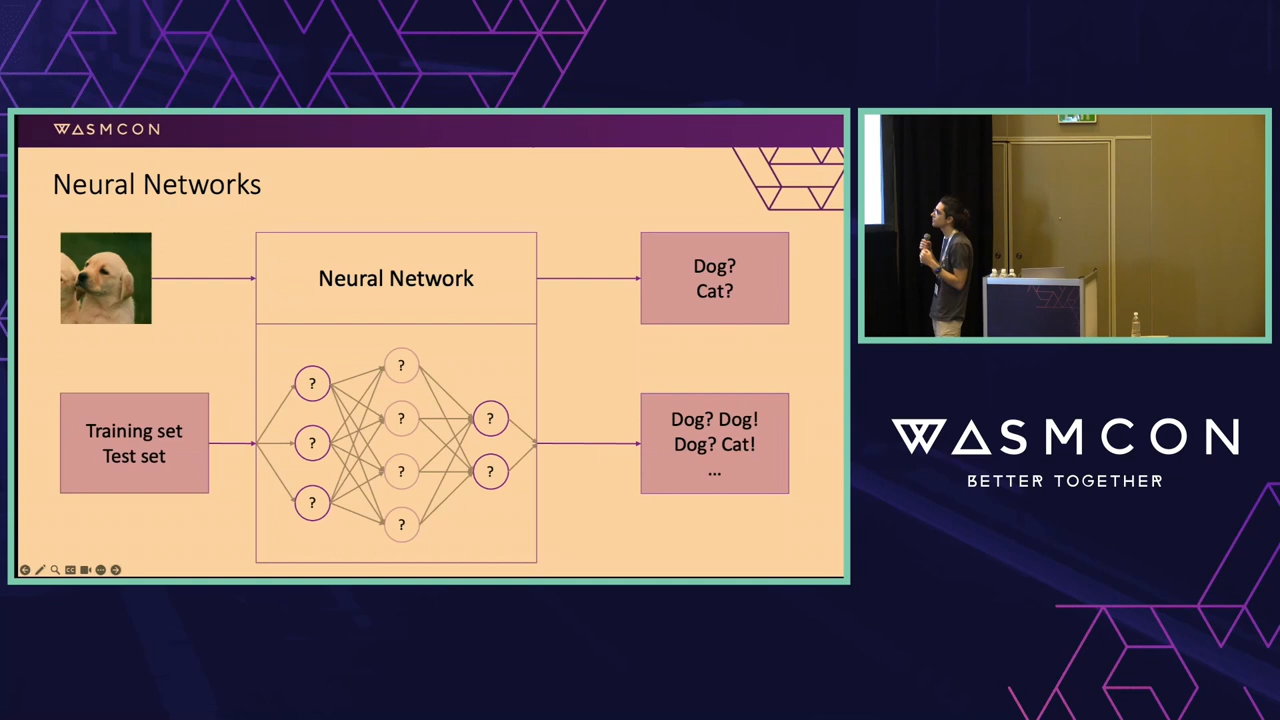 WASMCON
Neural Networks
Neural Network
Dog?
Cat?
?
?
?
?
?
?
?
?
?
Training set
Test set
Dog? Dog!
Dog? Cat!
...
WASMCON
BETTER TOGETHER